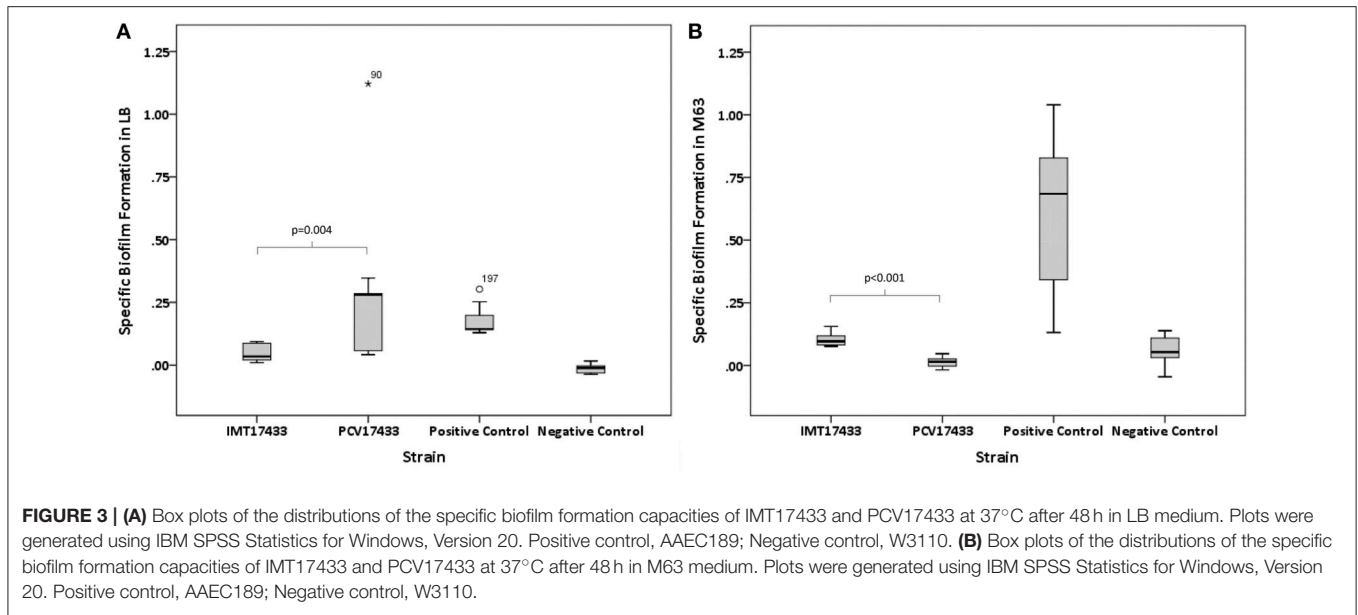 A
Specific Biofilm Formation in LB
1.25
1.00
.75
.50
.25
.00
90
*
p=0.004
197
IMT17433
PCV17433
Positive Control
Negative Control
Strain
B
Specific Biofilm Formation in M63
1.25
1.00
.75
.50
.25
.00
p<0.001
IMT17433
PCV17433
Positive Control
Negative Control
Strain
FIGURE 3 | (A) Box plots of the distributions of the specific biofilm formation capacities of IMT17433 and PCV17433 at 37°C after 48 h in LB medium. Plots were
generated using IBM SPSS Statistics for Windows, Version 20. Positive control, AAEC189; Negative control, W3110. (B) Box plots of the distributions of the specific
biofilm formation capacities of IMT17433 and PCV17433 at 37°C after 48 h in M63 medium. Plots were generated using IBM SPSS Statistics for Windows, Version
20. Positive control, AAEC189; Negative control, W3110.